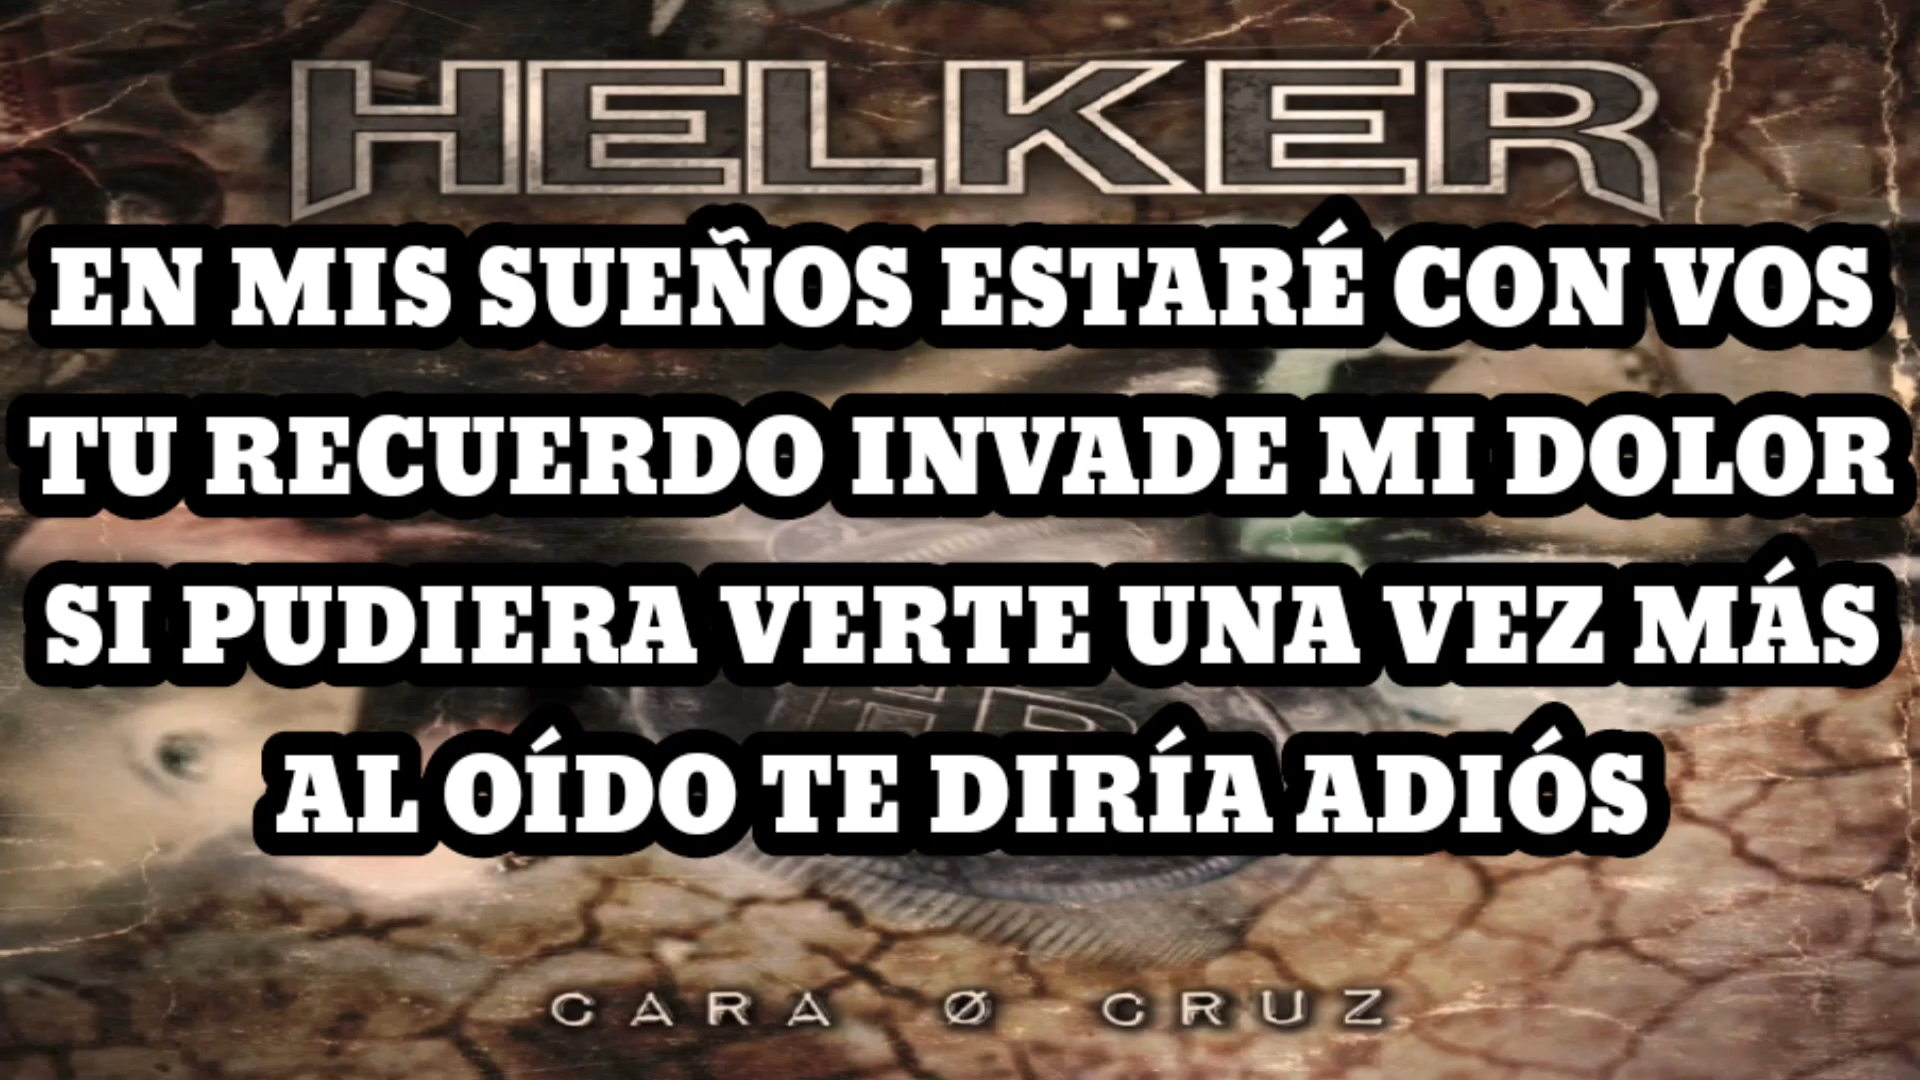 HELKER
EN MIS SUEÑOS ESTARÉ CON VOS
TU RECUERDO INVADE MI DOLOR
SI PUDIERA VERTE UNA VEZ MÁS
AL OÍDO TE DIRÍA ADIÓS
CARA Ø CRUZ